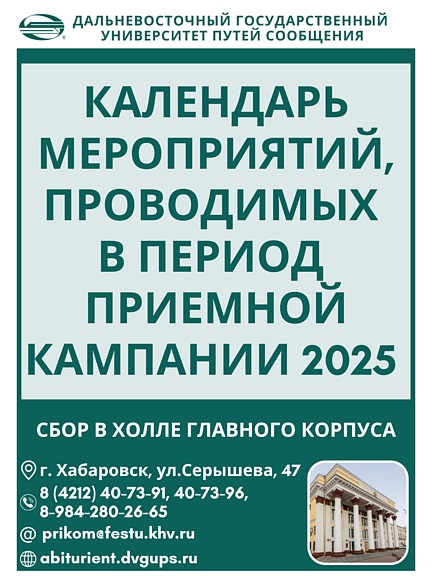 ДАЛЬНЕВОСТОЧНЫЙ ГОСУДАРСТВЕННЫЙ
УНИВЕРСИТЕТ ПУТЕЙ СООБЩЕНИЯ
КАЛЕНДАРЬ
МЕРОПРИЯТИЙ,
ПРОВОДИМЫХ
В ПЕРИОД
ПРИЕМНОЙ
КАМПАНИИ 2025
СБОР В ХОЛЛЕ ГЛАВНОГО КОРПУСА
г. Хабаровск, ул.Серышева, 47
8 (4212) 40-73-91, 40-73-96,
8-984-280-26-65
prikom@festu.khv.ru
abiturient.dvgups.ru